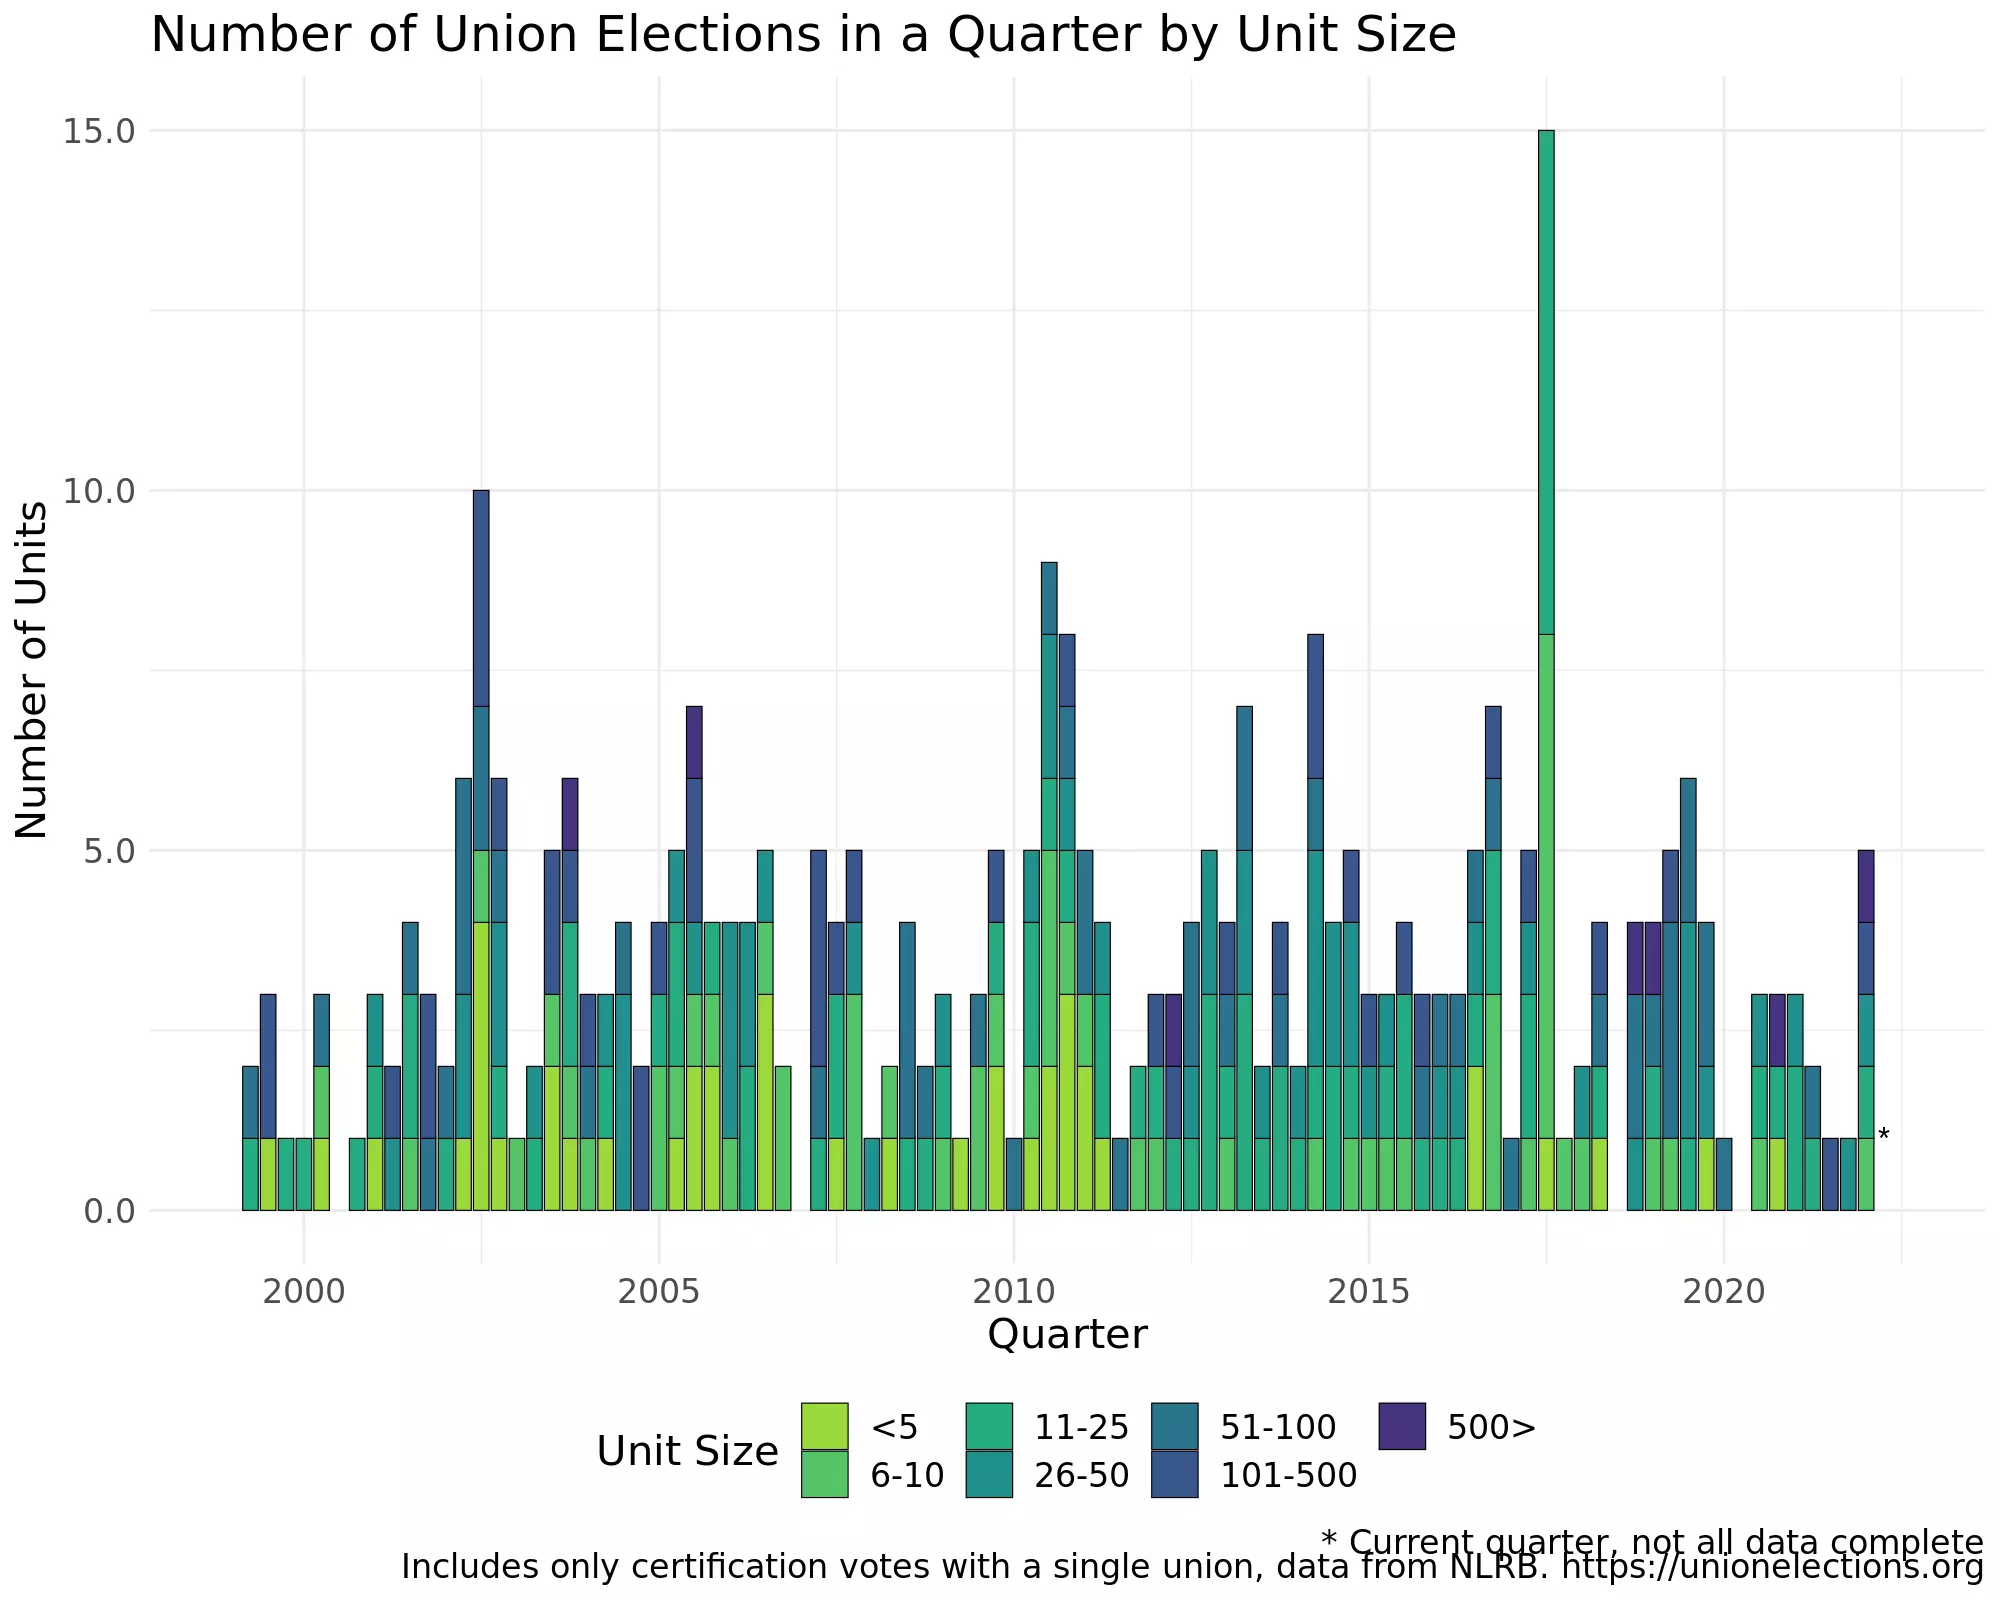 Number of Union Elections in a Quarter by Unit Size
Number of Units
15.0
10.0
5.0
0.0
*
2000 2005 2010 2015 2020
Quarter
Unit Size
<5 11-25 51-100 500>
6-10 26-50 101-500
* Current quarter, not all data complete
Includes only certification votes with a single union, data from NLRB. https://unionelections.org